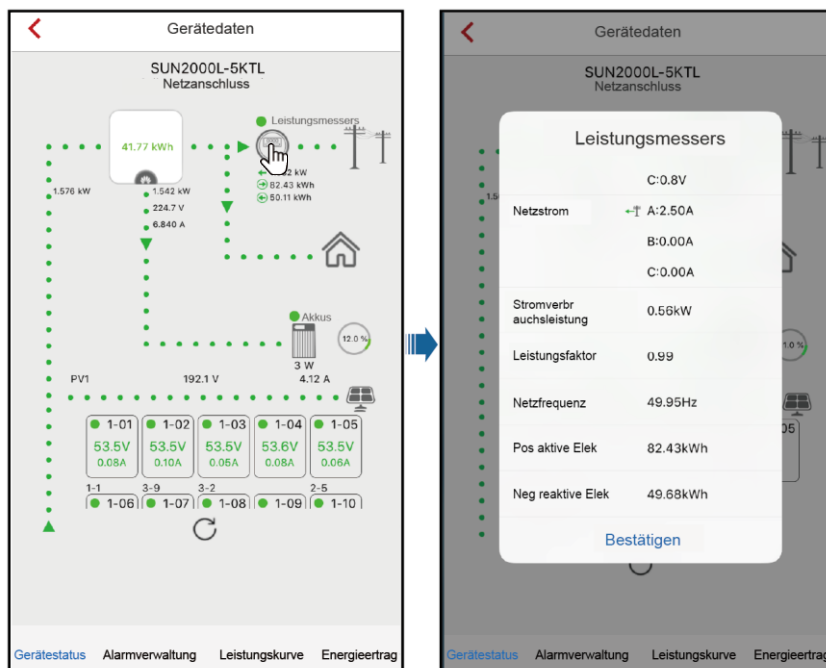 Gerätedaten
SUN2000L-5KTL
Netzanschluss
Leistungsmessers
41.77 kWh
82.43 kWh
50.11 kWh
1.576 kW
1.542 kW
224.7 V
6.840 A
Akkus
12.0 %
3 W
PV1 192.1 V 4.12 A
1-01 1-02 1-03 1-04 1-05
53.5V 53.5V 53.5V 53.6V 53.5V
0.08A 0.10A 0.05A 0.08A 0.06A
1-1 3-9 3-2 2-5
1-06 1-07 1-08 1-09 1-10
Gerätestatus Alarmverwaltung Leistungskurve Energieertrag
Gerätedaten
SUN2000L-5KTL
Netzanschluss
Leistungsmessers
C:0.8V
Netzstrom A:2.50A
B:0.00A
C:0.00A
Stromverbr
auchsleistung 0.56kW
Leistungsfaktor 0.99
Netzfrequenz 49.95Hz
Pos aktive Elek 82.43kWh
Neg reaktive Elek 49.68kWh
Bestätigen
Gerätestatus Alarmverwaltung Leistungskurve Energieertrag